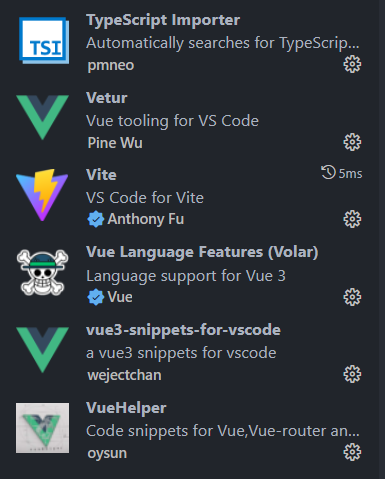 TypeScript Importer
TSI
Automatically searches for TypeScrip...
pmneo
Vetur
Vue tooling for VS Code
Pine Wu
Vite 5ms
VS Code for Vite
Anthony Fu
Vue Language Features (Volar)
Language support for Vue 3
Vue
vue3-snippets-for-vscode
a vue3 snippets for vscode
wejectchan
VueHelper
Code snippets for Vue,Vue-router an...
oysun